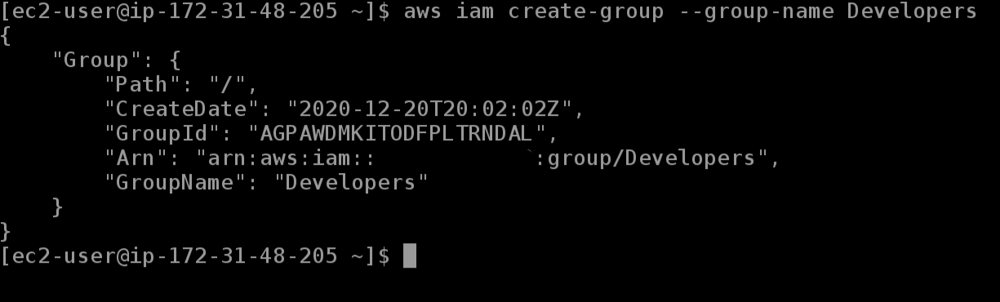 [ec2-user@ip-172-31-48-205 ~]$ aws iam create-group --group-name Developers
{
    "Group": {
        "Path": "/",
        "CreateDate": "2020-12-20T20:02:02Z",
        "GroupId": "AGPAWDMKITODFPLTRNDAL",
        "Arn": "arn:aws:iam::            :group/Developers",
        "GroupName": "Developers"
    }
}
[ec2-user@ip-172-31-48-205 ~]$